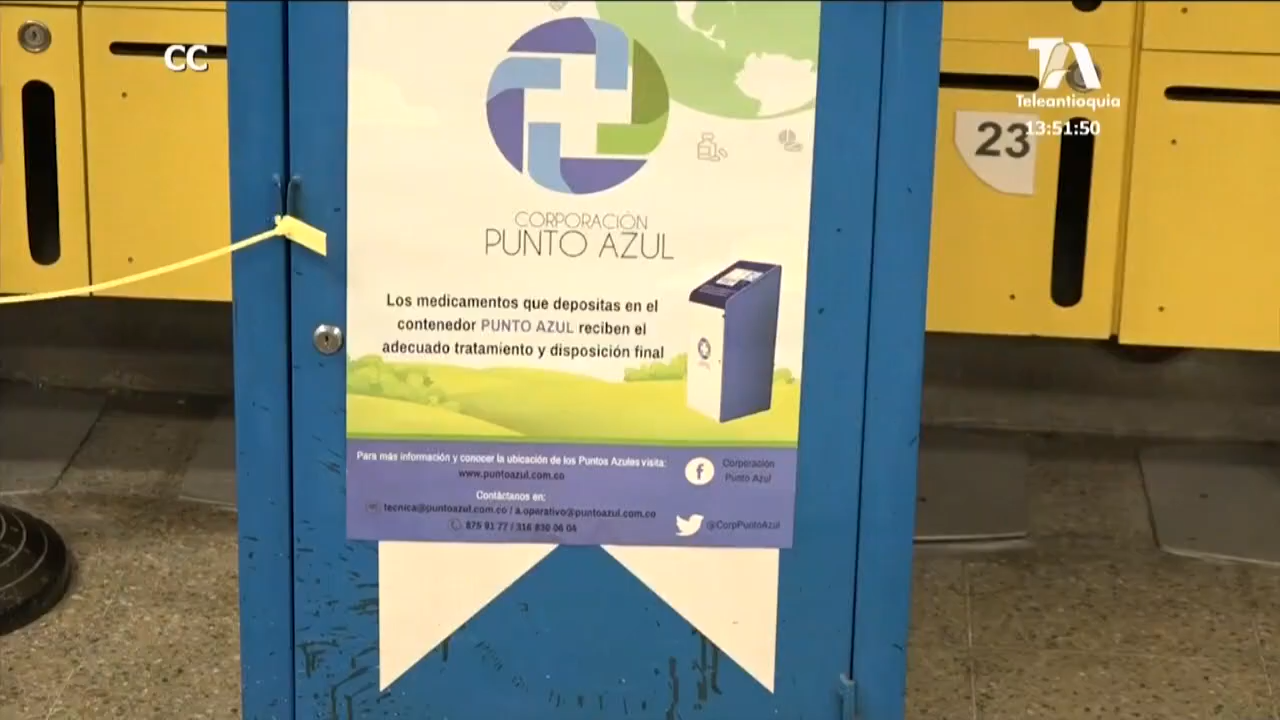 CC
Teleantioquia
13:51:50
23
CORPORACIÓN
PUNTO AZUL
Los medicamentos que depositas en el
contenedor PUNTO AZUL reciben el
adecuado tratamiento y disposición final
Para más información y conocer la ubicación de los Puntos Azules visita:
www.puntoazul.com.co
Contáctanos en:
tecnica@puntoazul.com.co / a.operativo@puntoazul.com.co
875 91 77 / 316 830 06 04
Corporación
Punto Azul
@CorpPuntoAzul